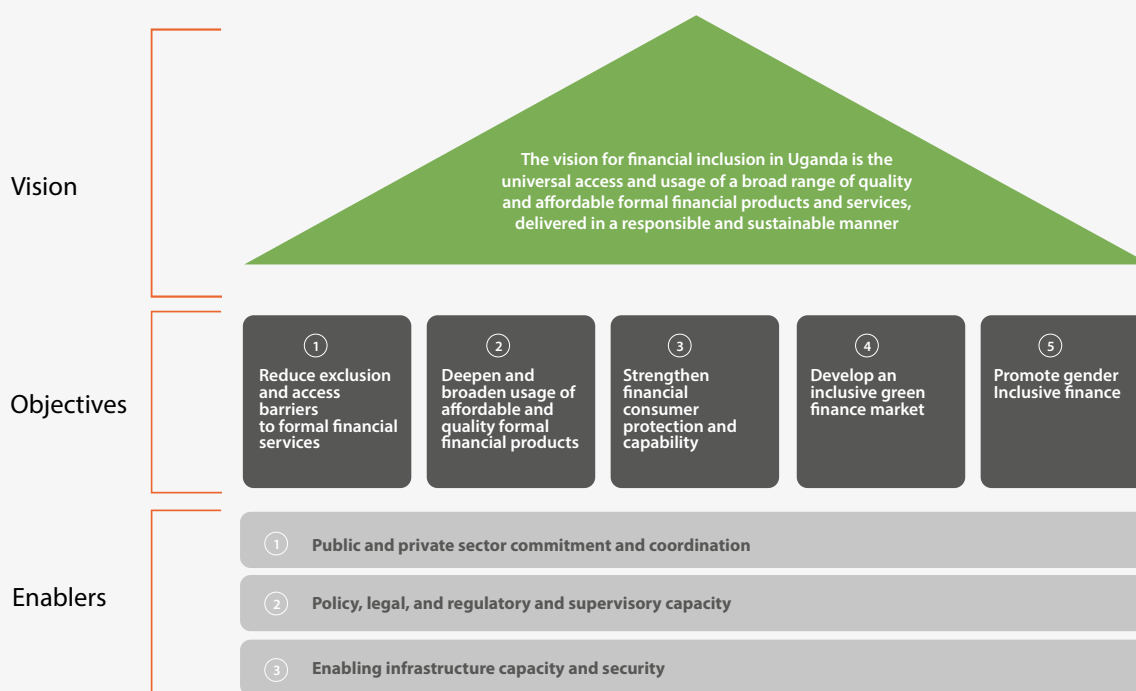 Vision
The vision for financial inclusion in Uganda is the
universal access and usage of a broad range of quality
and affordable formal financial products and services,
delivered in a responsible and sustainable manner
Objectives
1
Reduce exclusion
and access
barriers
to formal financial
services
2
Deepen and
broaden usage of
affordable and
quality formal
financial products
3
Strengthen
financial
consumer
protection and
capability
4
Develop an
inclusive green
finance market
5
Promote gender
Inclusive finance
Enablers
1 Public and private sector commitment and coordination
2 Policy, legal, and regulatory and supervisory capacity
3 Enabling infrastructure capacity and security